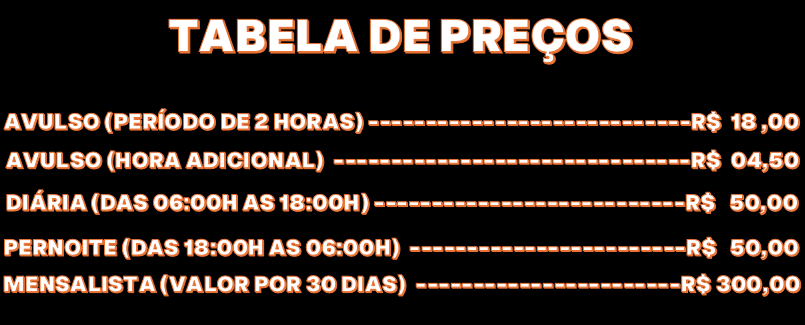 TABELA DE PREÇOS
AVULSO (PERÍODO DE 2 HORAS) ----------------------------R$ 18 ,00
AVULSO (HORA ADICIONAL) -------------------------------R$ 04,50
DIÁRIA (DAS 06:00H AS 18:00H) ---------------------------R$ 50,00
PERNOITE (DAS 18:00H AS 06:00H) ------------------------R$ 50,00
MENSALISTA (VALOR POR 30 DIAS) -----------------------R$ 300,00